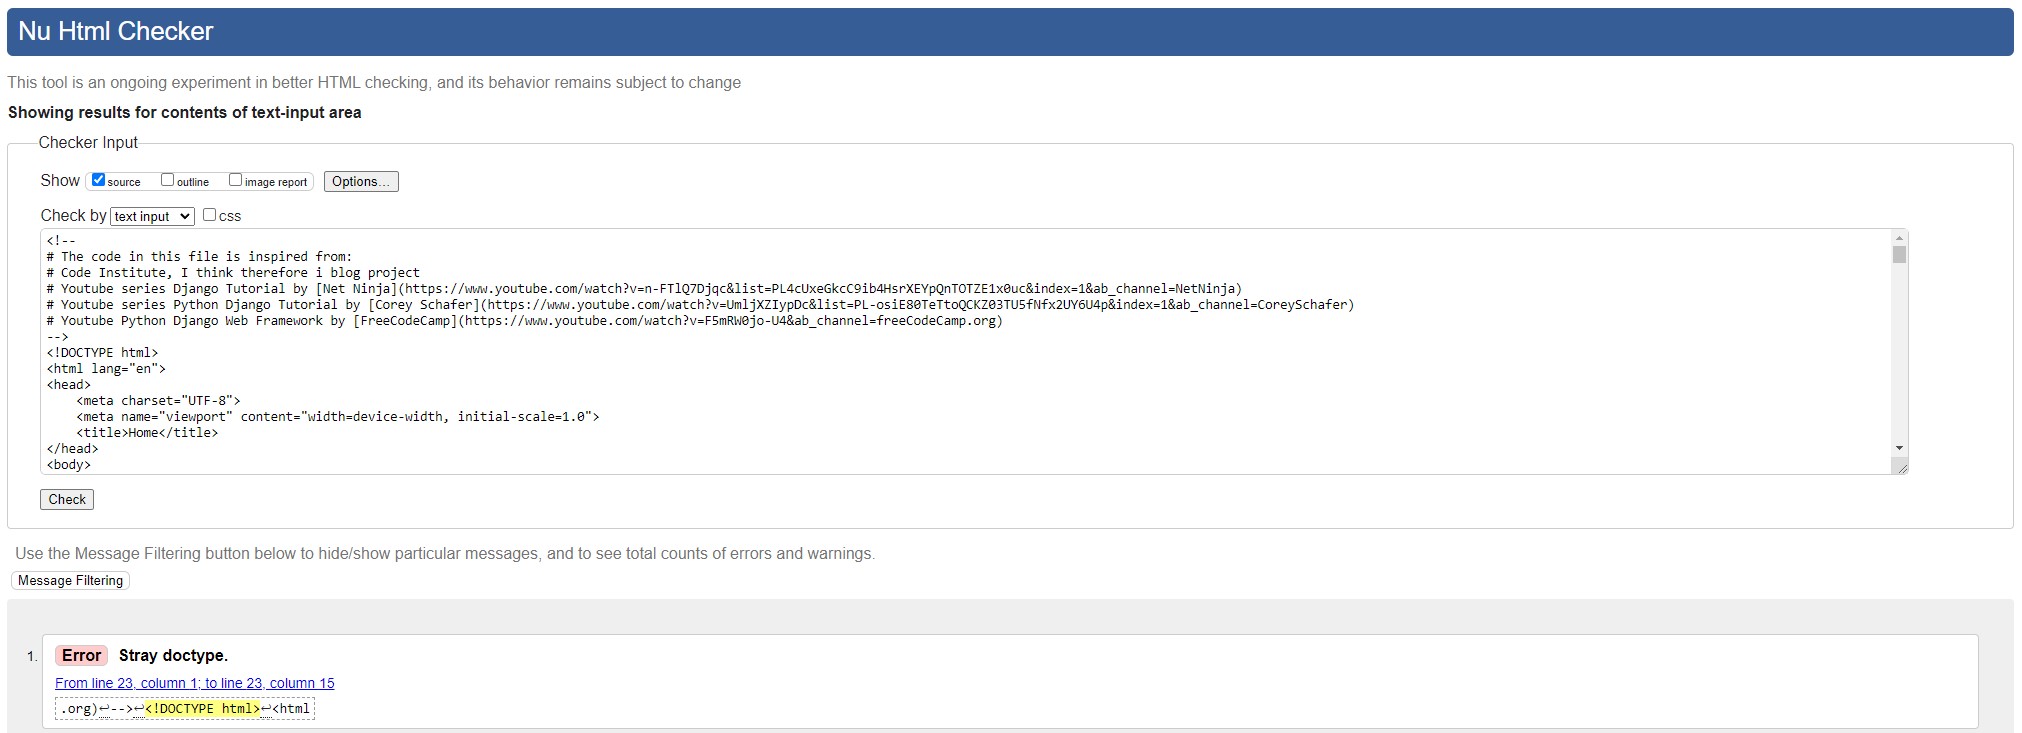 Nu Html Checker
This tool is an ongoing experiment in better HTML checking, and its behavior remains subject to change
Showing results for contents of text-input area
Checker Input
Show source outline image report Options...
Check by text input css
<!--
# The code in this file is inspired from:
# Code Institute, I think therefore i blog project
# Youtube series Django Tutorial by [Net Ninja](https://www.youtube.com/watch?v=n-FTlQ7Djqc&list=PL4cUxeGkcC9ib4HsrXEYpQnTOTZE1x0uc&index=1&ab_channel=NetNinja)
# Youtube series Python Django Tutorial by [Corey Schafer](https://www.youtube.com/watch?v=UmljXZIypDc&list=PL-osiE80TeTtoQCKZ03TU5fNfx2UY6U4p&index=1&ab_channel=CoreySchafer)
# Youtube Python Django Web Framework by [FreeCodeCamp](https://www.youtube.com/watch?v=F5mRW0jo-U4&ab_channel=freeCodeCamp.org)
-->
<!DOCTYPE html>
<html lang="en">
<head>
    <meta charset="UTF-8">
    <meta name="viewport" content="width=device-width, initial-scale=1.0">
    <title>Home</title>
</head>
<body>
Check
Use the Message Filtering button below to hide/show particular messages, and to see total counts of errors and warnings.
Message Filtering
1. Error Stray doctype.
From line 23, column 1; to line 23, column 15
.org)↩-->↩<!DOCTYPE html>↩<html